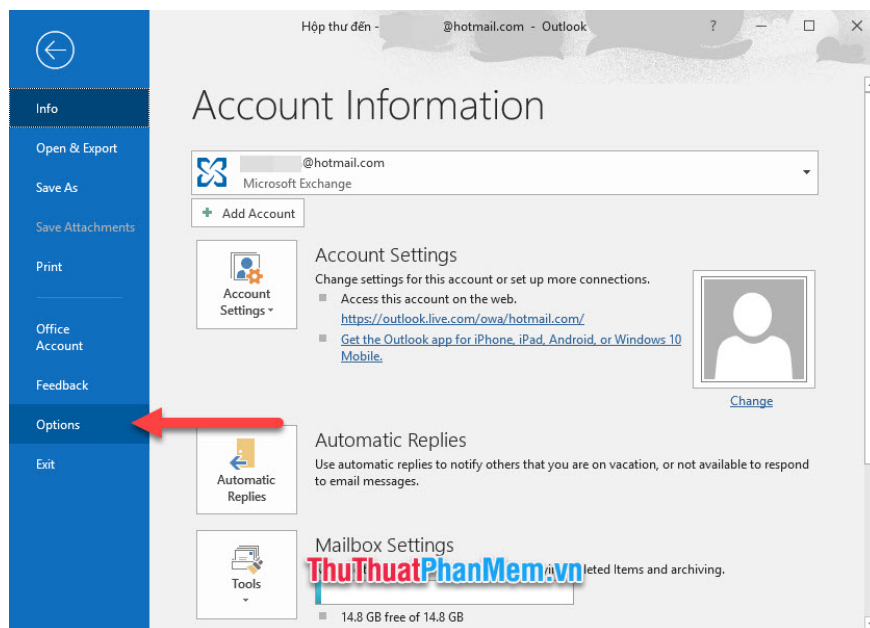 Hộp thư đến - @hotmail.com - Outlook
?
Info
Open & Export
Save As
Save Attachments
Print
Office
Account
Feedback
Options
Exit
Account Information
@hotmail.com
Microsoft Exchange
Add Account
Account
Settings
Account Settings
Change settings for this account or set up more connections.
Access this account on the web.
https://outlook.live.com/owa/hotmail.com/
Get the Outlook app for iPhone, iPad, Android, or Windows 10
Mobile.
Change
Automatic
Replies
Automatic Replies
Use automatic replies to notify others that you are on vacation, or not available to respond
to email messages.
Tools
Mailbox Settings
ThuThuatPhanMem.vn
leted Items and archiving.
14.8 GB free of 14.8 GB